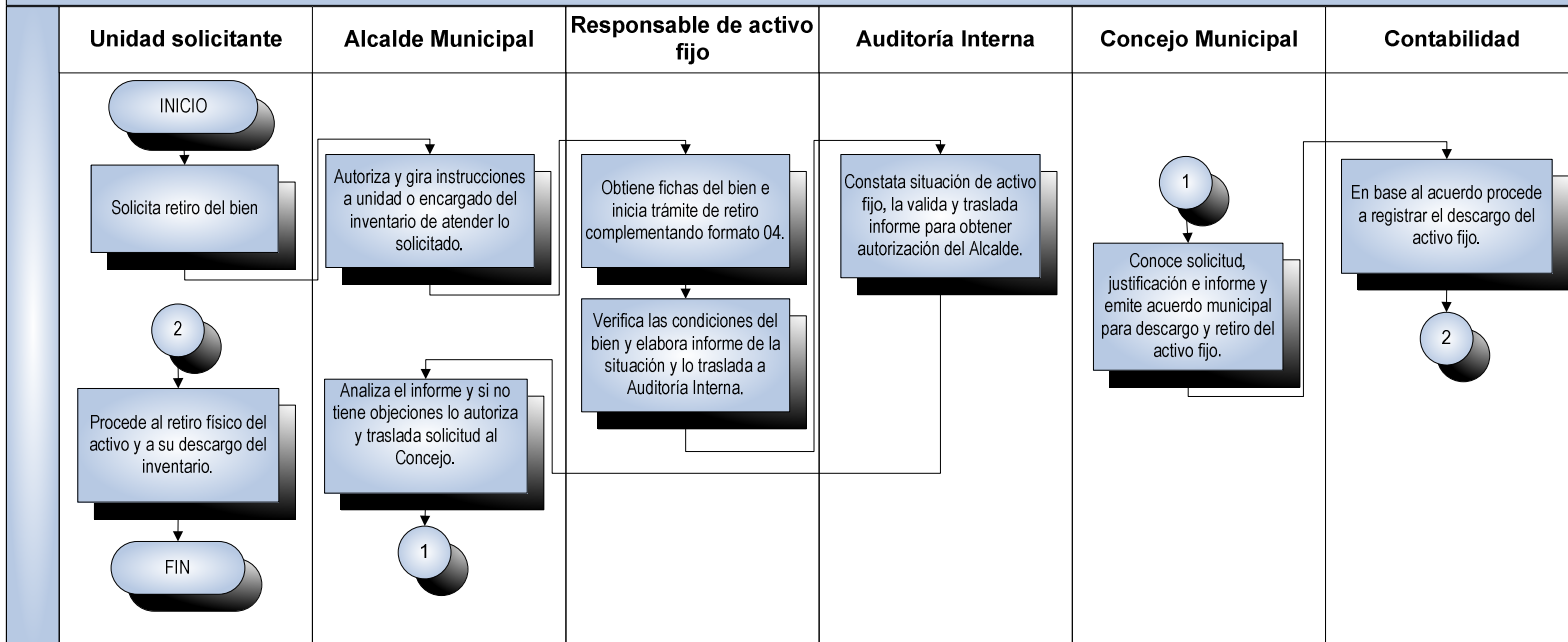 Unidad solicitante
Alcalde Municipal
Responsable de activo
fijo
Auditoría Interna
Concejo Municipal
Contabilidad
INICIO
Solicita retiro del bien
2
Procede al retiro físico del
activo y a su descargo del
inventario.
FIN
Autoriza y gira instrucciones
a unidad o encargado del
inventario de atender lo
solicitado.
Analiza el informe y si no
tiene objeciones lo autoriza
y traslada solicitud al
Concejo.
1
Obtiene fichas del bien e
inicia trámite de retiro
complementando formato 04.
Verifica las condiciones del
bien y elabora informe de la
situación y lo traslada a
Auditoría Interna.
Constata situación de activo
fijo, la valida y traslada
informe para obtener
autorización del Alcalde.
1
Conoce solicitud,
justificación e informe y
emite acuerdo municipal
para descargo y retiro del
activo fijo.
En base al acuerdo procede
a registrar el descargo del
activo fijo.
2